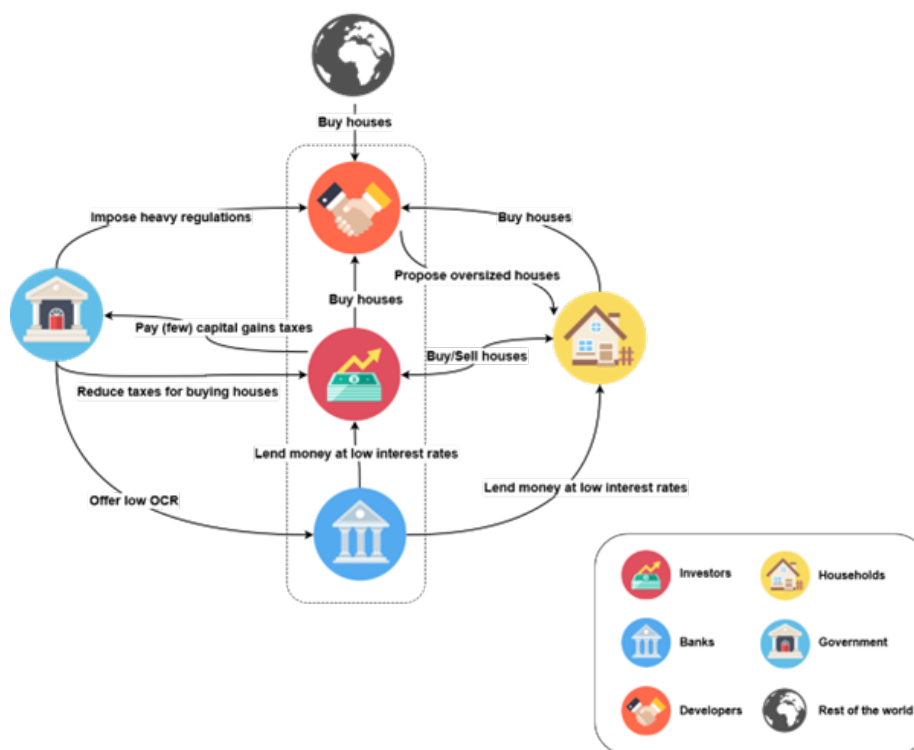 Buy houses
Impose heavy regulations
Buy houses
Propose oversized houses
Buy houses
Pay (few) capital gains taxes
Buy/Sell houses
Reduce taxes for buying houses
Lend money at low interest rates
Lend money at low interest rates
Offer low OCR
Investors
Households
Banks
Government
Developers
Rest of the world